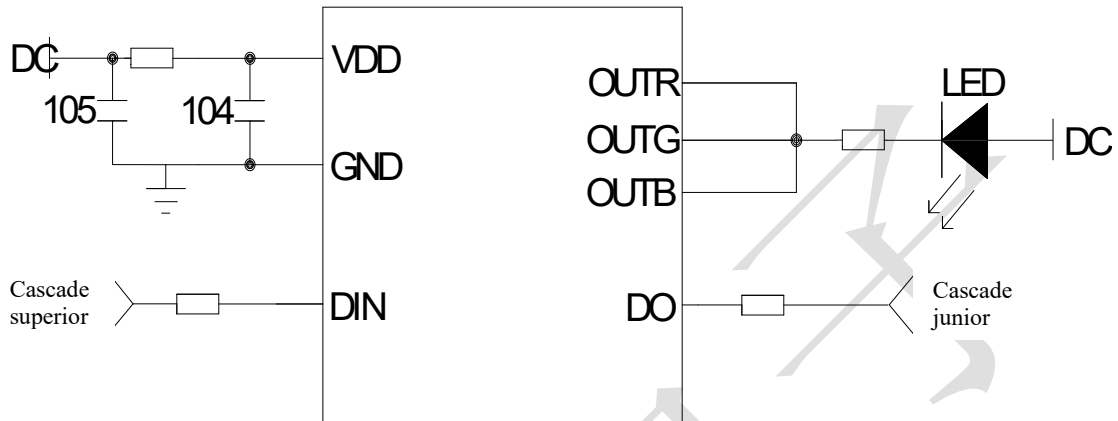 DC
VDD
105
104
GND
Cascade
superior
DIN
OUTR
OUTG
OUTB
LED
DC
DO
Cascade
junior